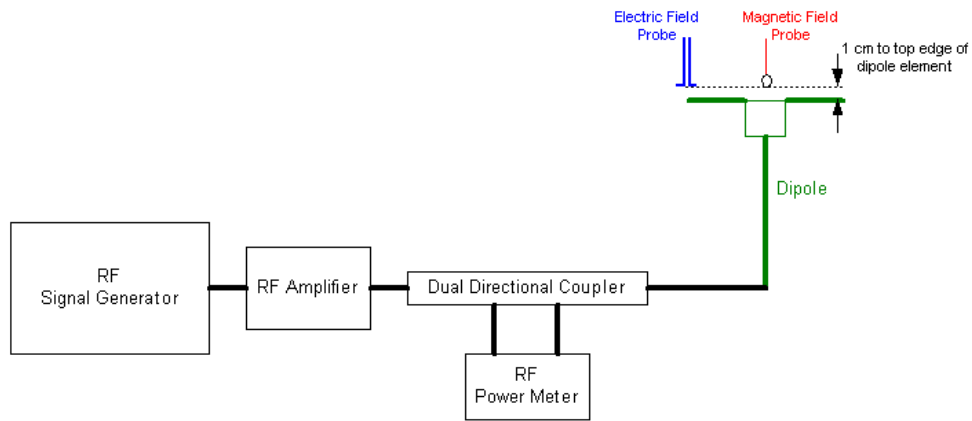 Electric Field
Probe
Magnetic Field
Probe
1 cm to top edge of
dipole element
Dipole
RF
Signal Generator
RF Amplifier
Dual Directional Coupler
RF
Power Meter